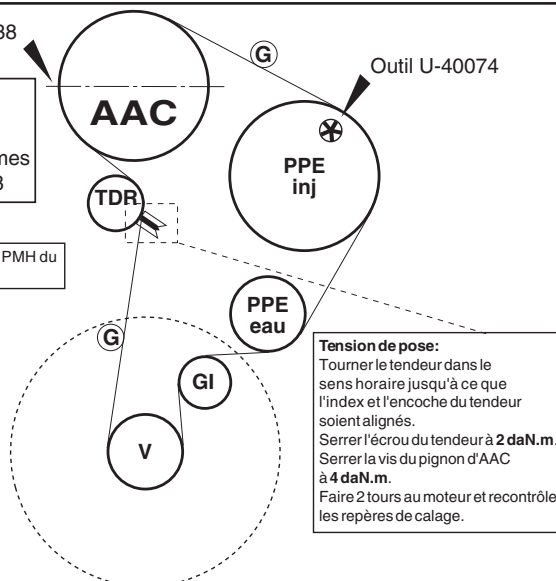 38
Outil U-40074
G
AAC
mes
3
PPE
inj
TDR
PMH du
PPE
eau
G
GI
V
Tension de pose:
Tourner le tendeur dans le
sens horaire jusqu'à ce que
l'index et l'encoche du tendeur
soient alignés.
Serrer l'écrou du tendeur à 2 daN.m.
Serrer la vis du pignon d'AAC
à 4 daN.m.
Faire 2 tours au moteur et recontrôle
les repères de calage.